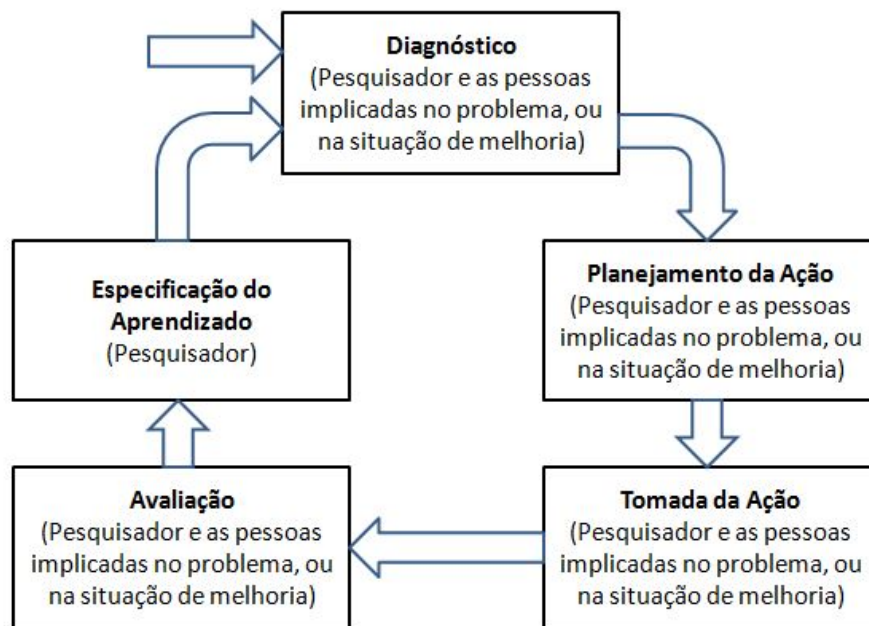 Diagnóstico
(Pesquisador e as pessoas
implicadas no problema, ou
na situação de melhoria)
Planejamento da Ação
(Pesquisador e as pessoas
implicadas no problema, ou
na situação de melhoria)
Tomada da Ação
(Pesquisador e as pessoas
implicadas no problema, ou
na situação de melhoria)
Avaliação
(Pesquisador e as pessoas
implicadas no problema, ou
na situação de melhoria)
Especificação do
Aprendizado
(Pesquisador)